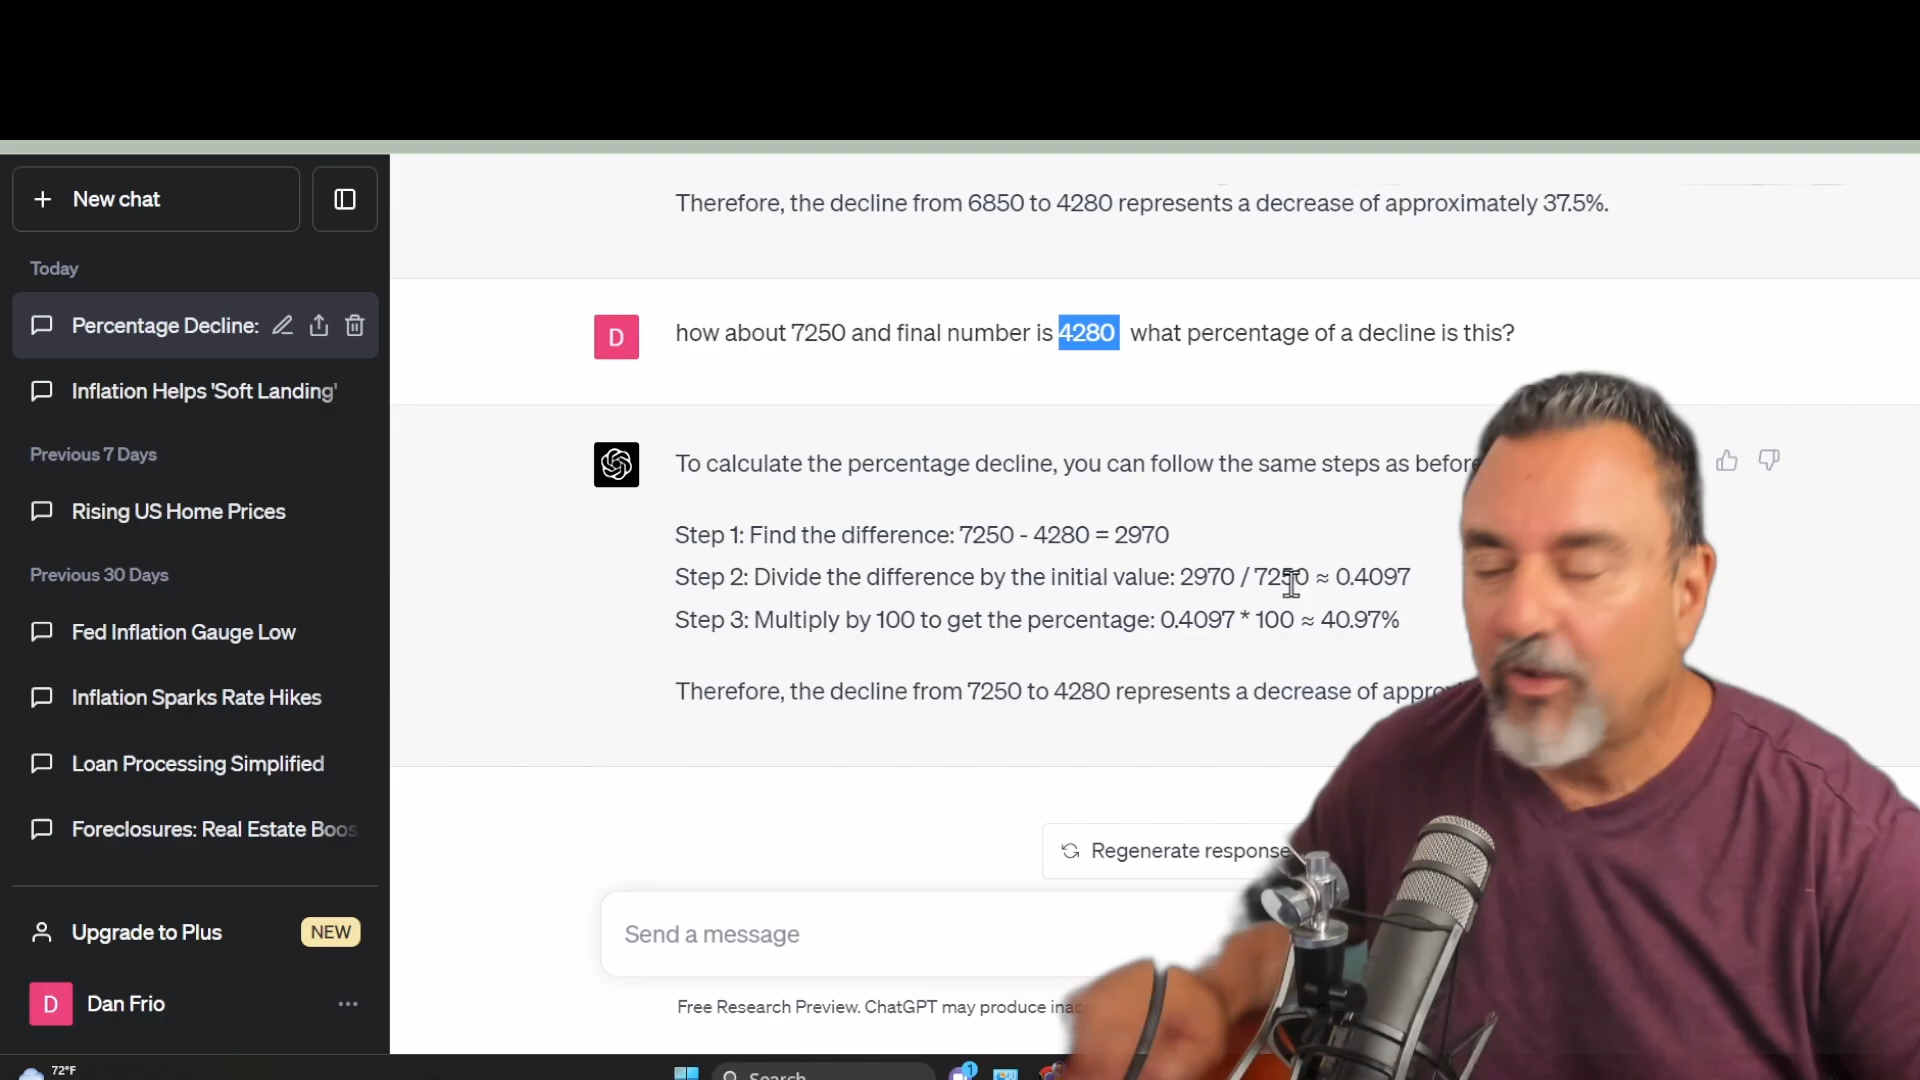 Therefore, the decline from 6850 to 4280 represents a decrease of approximately 37.5%.
New chat
Today
Percentage Decline:
Inflation Helps 'Soft Landing'
Previous 7 Days
Rising US Home Prices
Previous 30 Days
Fed Inflation Gauge Low
Inflation Sparks Rate Hikes
Loan Processing Simplified
Foreclosures: Real Estate Boos
Upgrade to Plus NEW
D Dan Frio
D how about 7250 and final number is 4280 what percentage of a decline is this?
To calculate the percentage decline, you can follow the same steps as before
Step 1: Find the difference: 7250 - 4280 = 2970
Step 2: Divide the difference by the initial value: 2970 / 7250 ≈ 0.4097
Step 3: Multiply by 100 to get the percentage: 0.4097 * 100 ≈ 40.97%
Therefore, the decline from 7250 to 4280 represents a decrease of
Regenerate response
Send a message
Free Research Preview. ChatGPT may produce
72°F
Search
1